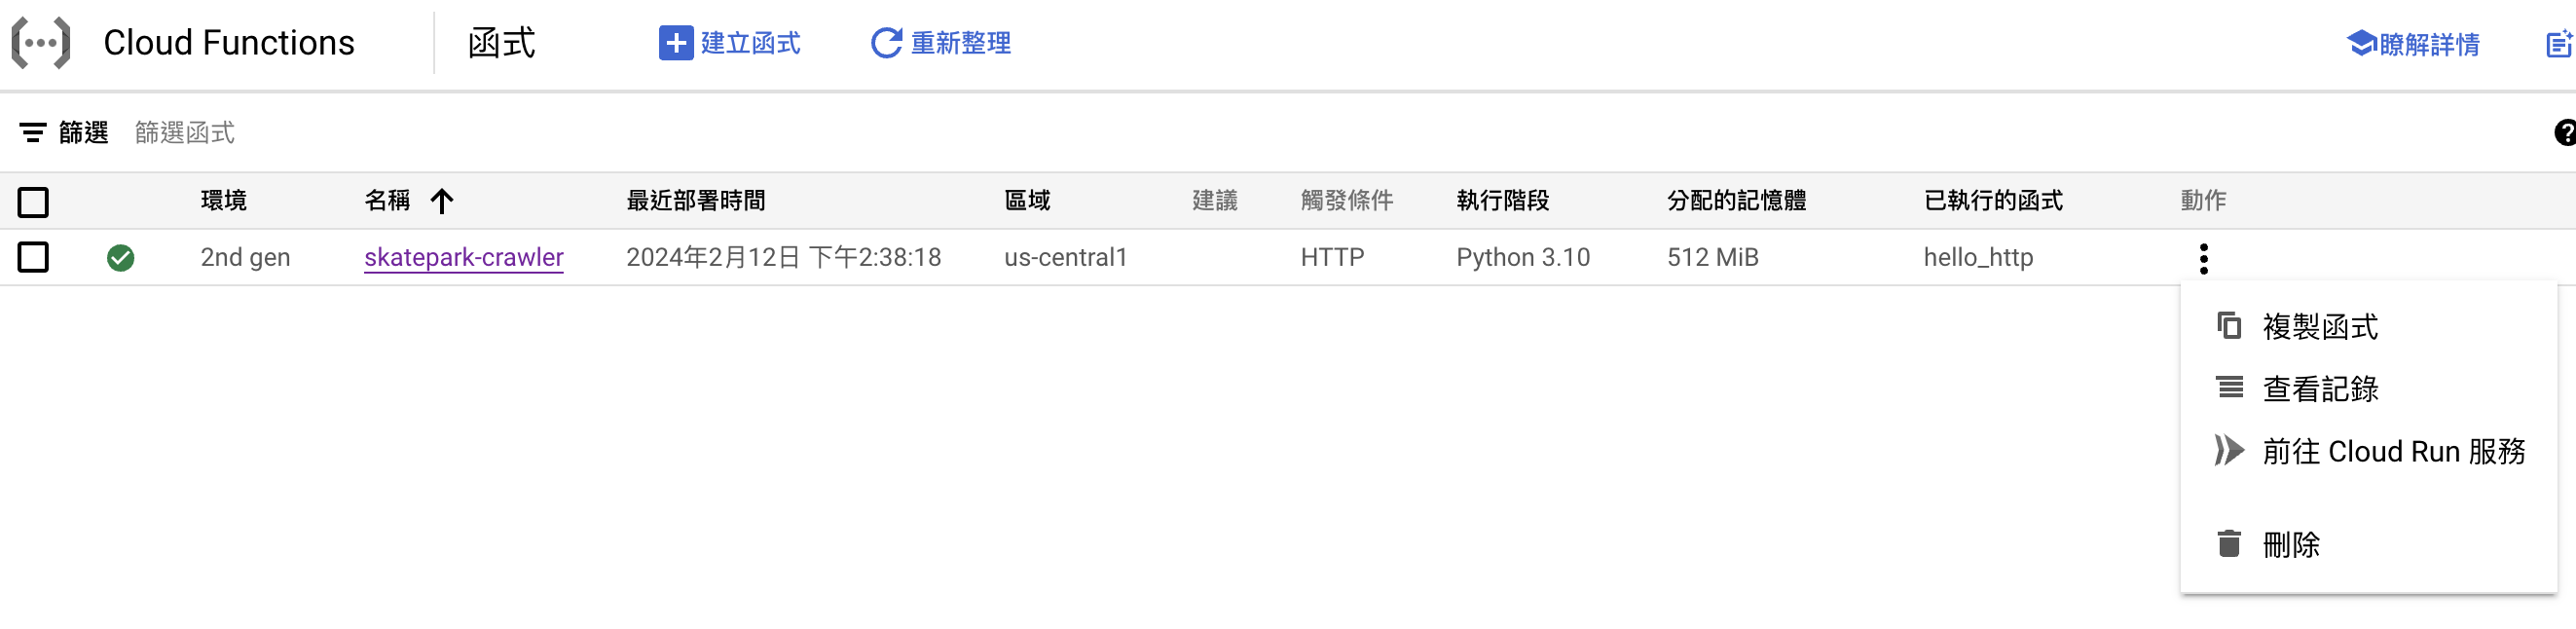 Cloud Functions 函式 建立函式 重新整理 瞭解詳情
篩選 篩選函式
環境 名稱 最近部署時間 區域 建議 觸發條件 執行階段 分配的記憶體 已執行的函式 動作
2nd gen skatepark-crawler 2024年2月12日 下午2:38:18 us-central1 HTTP Python 3.10 512 MiB hello_http
複製函式
查看記錄
前往 Cloud Run 服務
刪除